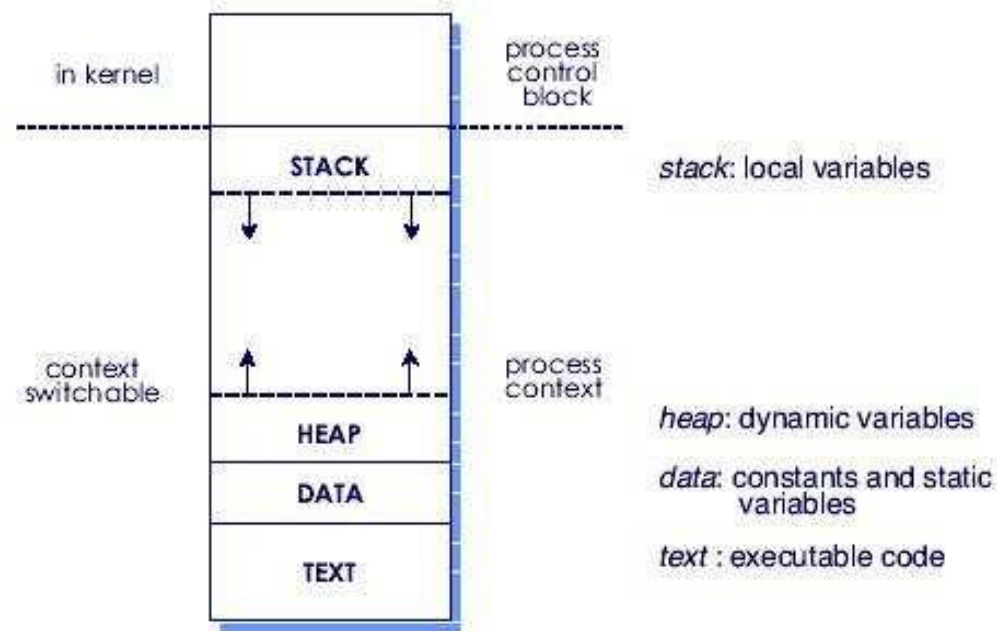 in kernel
process
control
block
STACK
stack: local variables
context
switchable
process
context
HEAP
heap: dynamic variables
DATA
data: constants and static
variables
TEXT
text : executable code